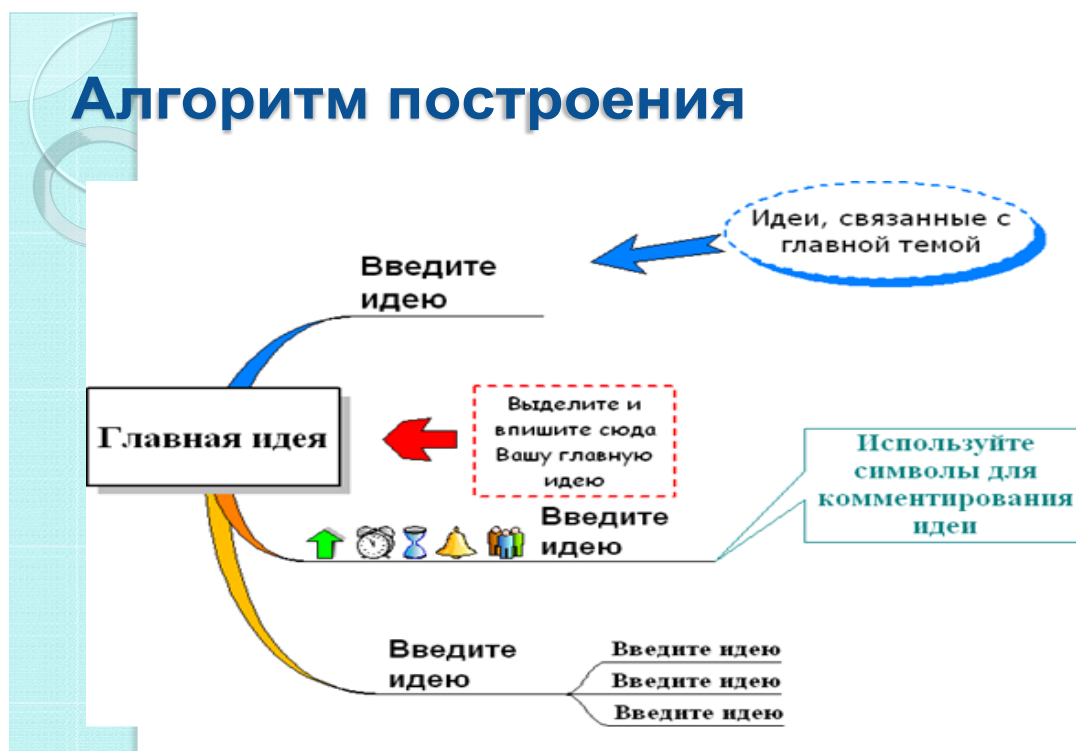 Алгоритм построения
Идеи, связанные с
главной темой
Введите
идею
Главная идея
Выделите и
впишите сюда
Вашу главную
идею
Используйте
символы для
комментирования
идеи
Введите
идею
Введите
идею
Введите идею
Введите идею
Введите идею